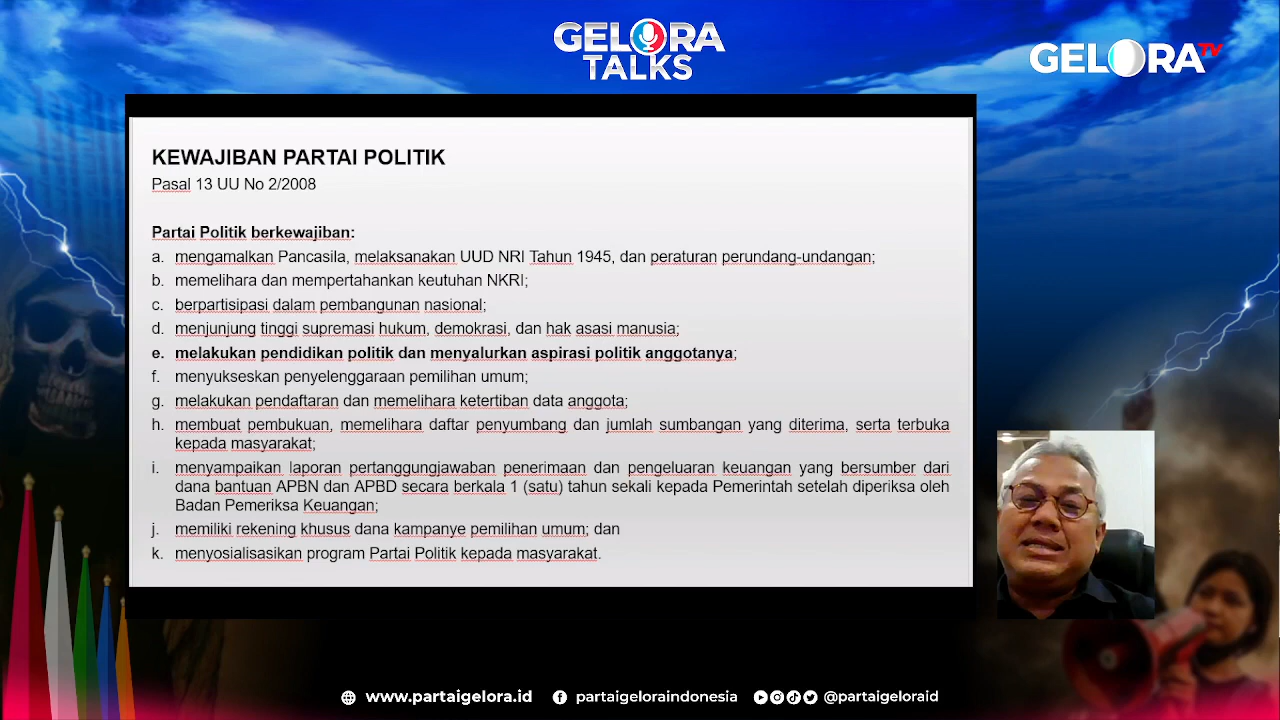 GELORA
TALKS
GELORA TV
KEWAJIBAN PARTAI POLITIK
Pasal 13 UU No 2/2008
Partai Politik berkewajiban:
a. mengamalkan Pancasila, melaksanakan UUD NRI Tahun 1945, dan peraturan perundang-undangan;
b. memelihara dan mempertahankan keutuhan NKRI;
c. berpartisipasi dalam pembangunan nasional;
d. menjunjung tinggi supremasi hukum, demokrasi, dan hak asasi manusia;
e. melakukan pendidikan politik dan menyalurkan aspirasi politik anggotanya;
f. menyukseskan penyelenggaraan pemilihan umum;
g. melakukan pendaftaran dan memelihara ketertiban data anggota;
h. membuat pembukuan, memelihara daftar penyumbang dan jumlah sumbangan yang diterima, serta terbuka
kepada masyarakat;
i. menyampaikan laporan pertanggungjawaban penerimaan dan pengeluaran keuangan yang bersumber dari
dana bantuan APBN dan APBD secara berkala 1 (satu) tahun sekali kepada Pemerintah setelah diperiksa oleh
Badan Pemeriksa Keuangan;
j. memiliki rekening khusus dana kampanye pemilihan umum; dan
k. menyosialisasikan program Partai Politik kepada masyarakat.
www.partaigelora.id partaigeloraindonesia @partaigeloraid